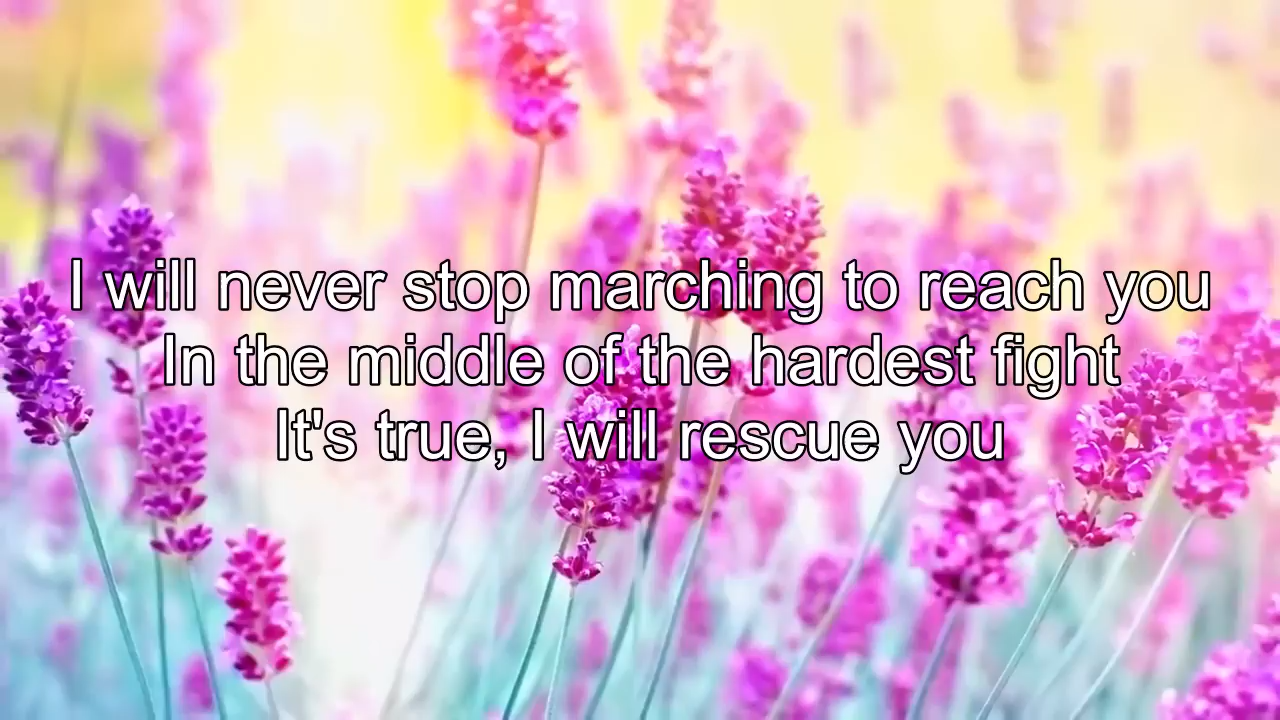 I will never stop marching to reach you
In the middle of the hardest fight
It's true, I will rescue you